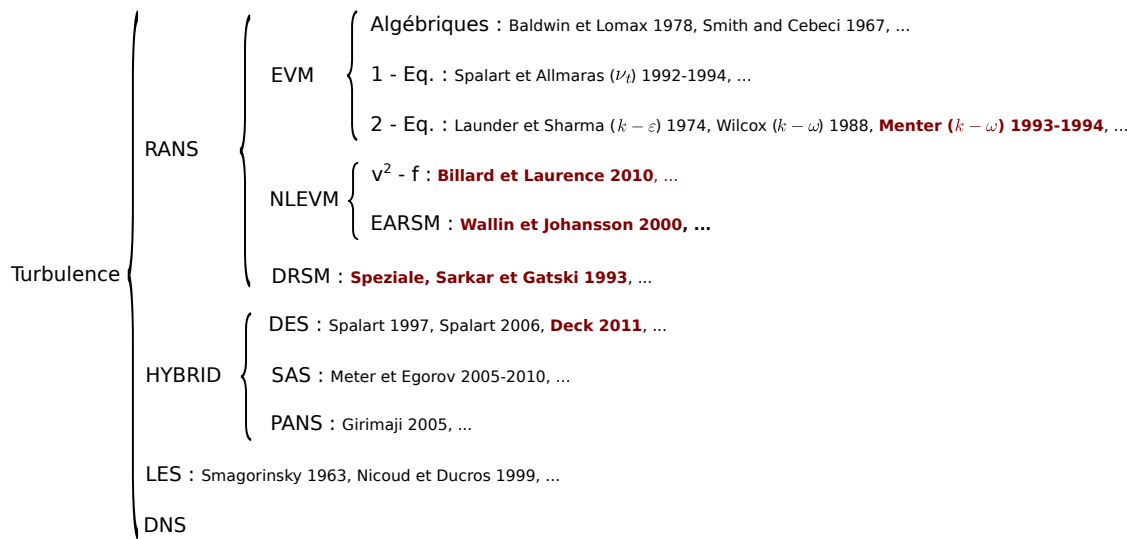 Algébriques : Baldwin et Lomax 1978, Smith and Cebeci 1967, ...
EVM
1 - Eq. : Spalart et Allmaras (νt) 1992-1994, ...
2 - Eq. : Launder et Sharma (k − ε) 1974, Wilcox (k − ω) 1988, Menter (k − ω) 1993-1994, ...
RANS
v² - f : Billard et Laurence 2010, ...
NLEVM
EARSM : Wallin et Johansson 2000, ...
Turbulence
DRSM : Speziale, Sarkar et Gatski 1993, ...
DES : Spalart 1997, Spalart 2006, Deck 2011, ...
HYBRID
SAS : Meter et Egorov 2005-2010, ...
PANS : Girimaji 2005, ...
LES : Smagorinsky 1963, Nicoud et Ducros 1999, ...
DNS